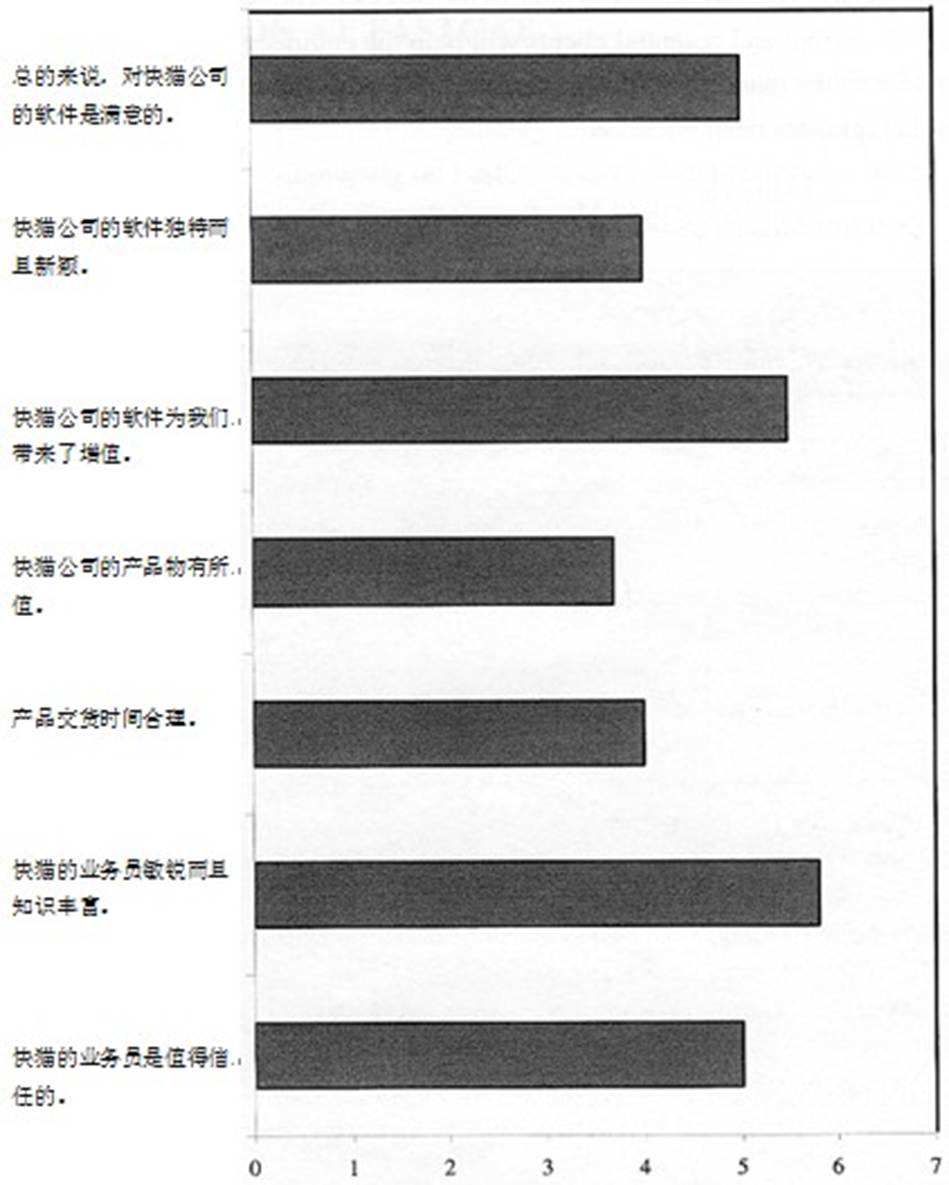 总的来说，对快猫公司
的软件是满意的。
快猫公司的软件独特而
且新颖。
快猫公司的软件为我们
带来了增值。
快猫公司的产品物有所
值。
产品交货时间合理。
快猫的业务员敏锐而且
知识丰富。
快猫的业务员是值得信
任的。
0 1 2 3 4 5 6 7